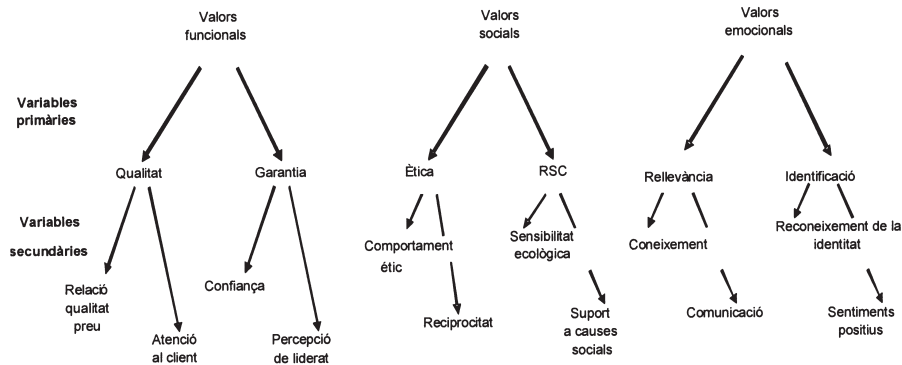 Valors
funcionals
Valors
socials
Valors
emocionals
Variables
primàries
Qualitat
Garantia
Ètica
RSC
Rellevància
Identificació
Variables
secundàries
Relació
qualitat
preu
Atenció
al client
Confiança
Percepció
de liderat
Comportament
étic
Reciprocitat
Sensibilitat
ecològica
Suport
a causes
socials
Coneixement
Comunicació
Reconeixement de la
identitat
Sentiments
positius